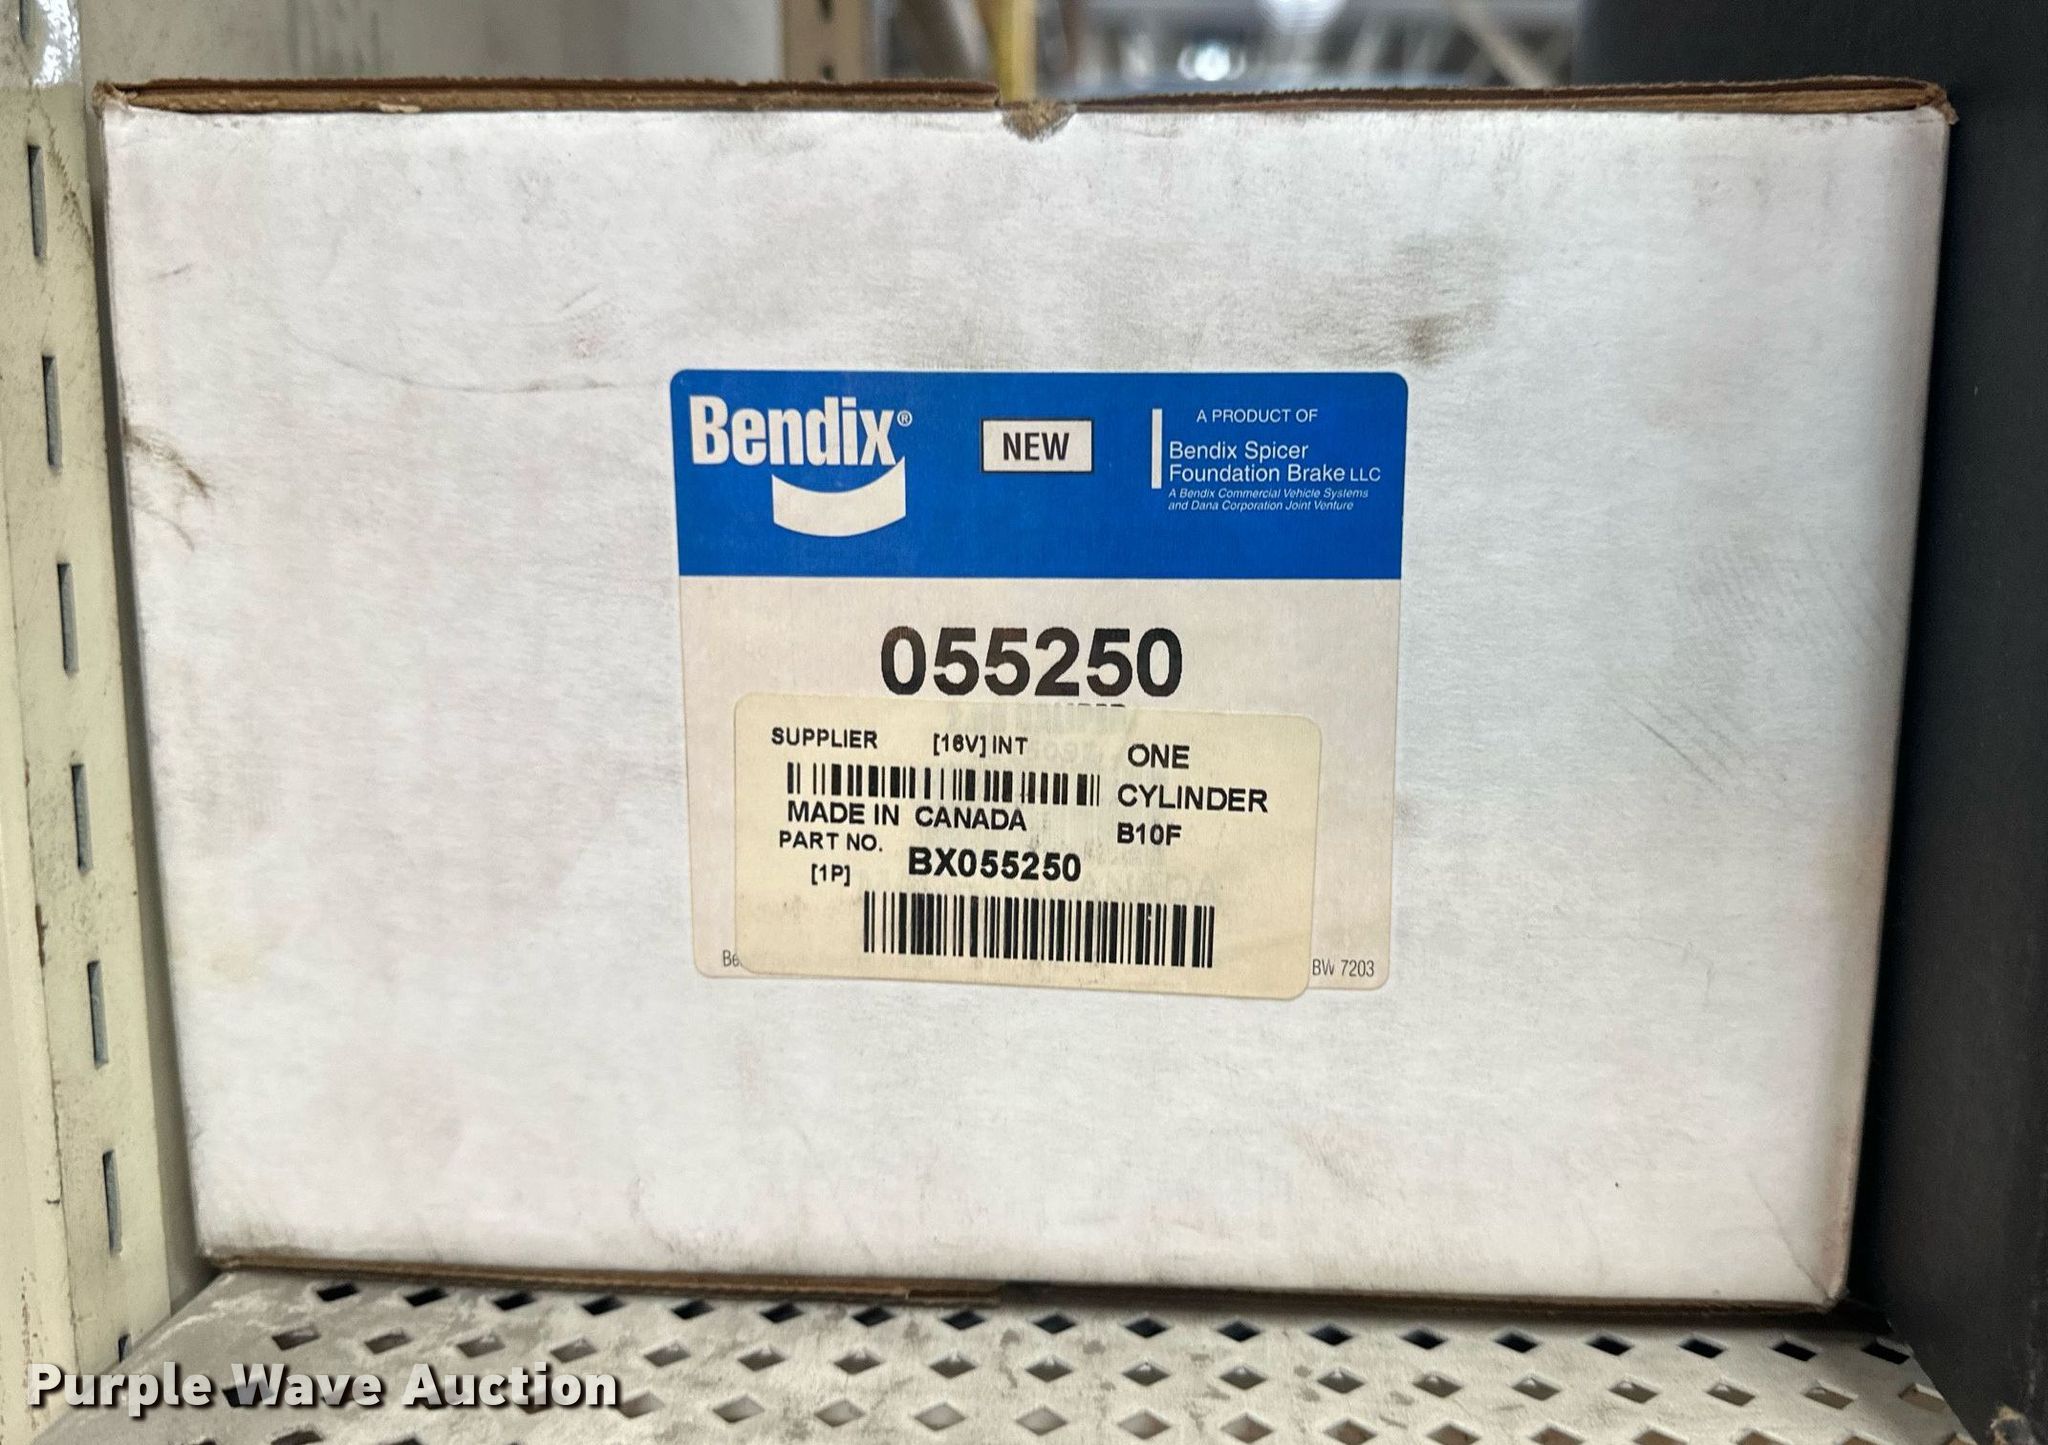 Bendix®
NEW
A PRODUCT OF
Bendix Spicer
Foundation Brake LLC
A Bendix Commercial Vehicle Systems
and Dana Corporation Joint Venture
055250
SUPPLIER [16V] INT ONE
CYLINDER
MADE IN CANADA B10F
PART NO. BX055250
[1P]
BW 7203
Purple Wave Auction